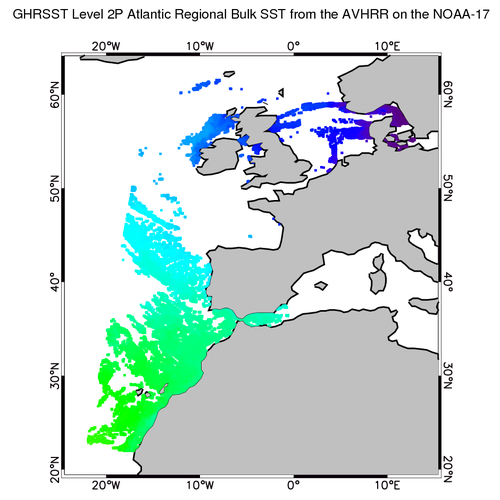 GHRSST Level 2P Atlantic Regional Bulk SST from the AVHRR on the NOAA-17
20°W 10°W 0° 10°E
60°N 60°N
50°N 50°N
40° 40°
30°N 30°N
20°N 20°N
20°W 10°W 0° 10°E